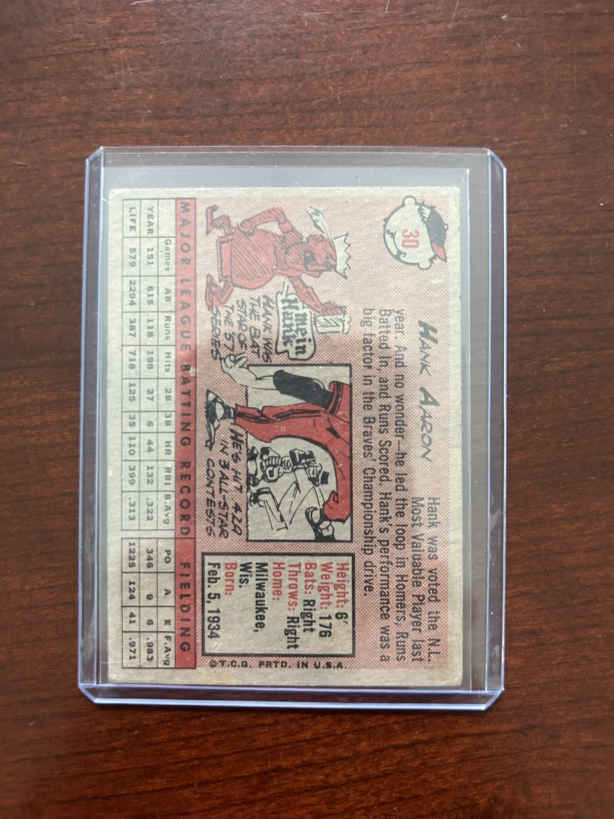 30
HANK AARON
Hank was voted the N.L.
Most Valuable Player last
year. And no wonder—he led the loop in Homers, Runs
Batted In, and Runs Scored. Hank's performance was a
big factor in the Braves' Championship drive.
mein
Hank
HANK WAS
THE BAT
STAR OF
THE '57
SERIES
HE'S HIT .429
IN ALL-STAR
CONTESTS
Height: 6'
Weight: 176
Bats: Right
Throws: Right
Home:
Milwaukee,
Wis.
Born:
Feb. 5, 1934
©T.C.G. PRTD. IN U.S.A.
MAJOR LEAGUE BATTING RECORD FIELDING
Games AB Runs Hits 2B 3B HR RBI B.Avg PO A E F.Avg
YEAR 151 615 118 198 27 6 44 132 .322 346 9 6 .983
LIFE 579 2294 387 718 125 35 110 399 .313 1225 124 41 .971